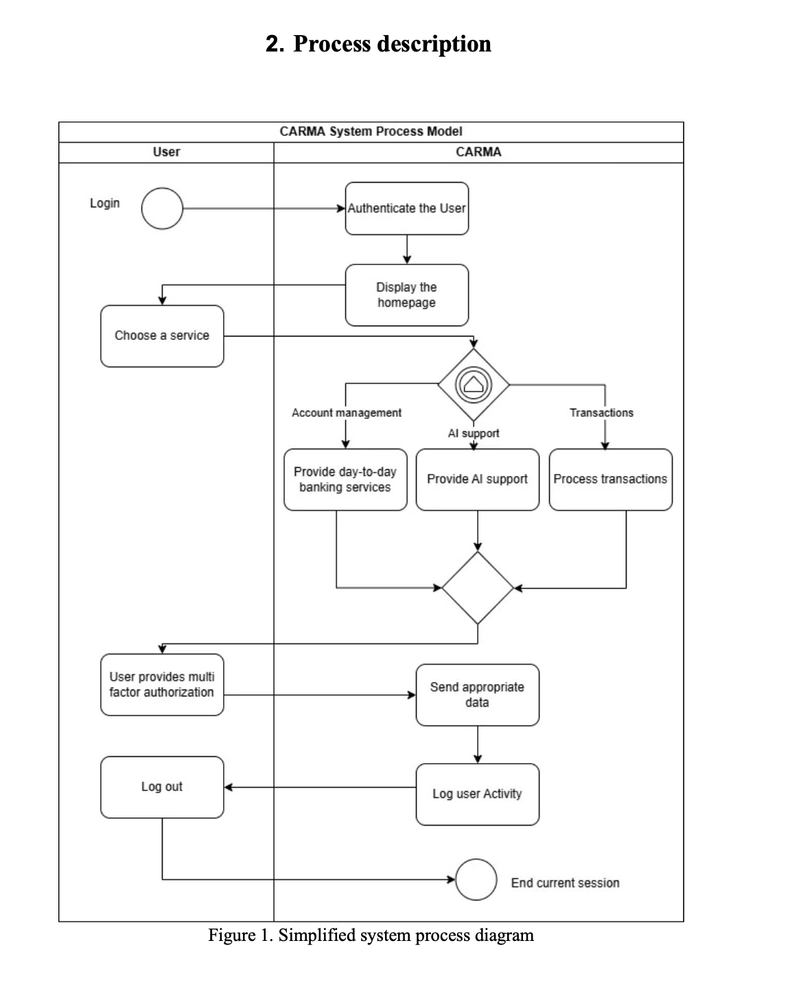 2. Process description
CARMA System Process Model
User
CARMA
Login
Authenticate the User
Display the
homepage
Choose a service
Account management
Transactions
AI support
Provide day-to-day
banking services
Provide AI support
Process transactions
User provides multi
factor authorization
Send appropriate
data
Log out
Log user Activity
End current session
Figure 1. Simplified system process diagram